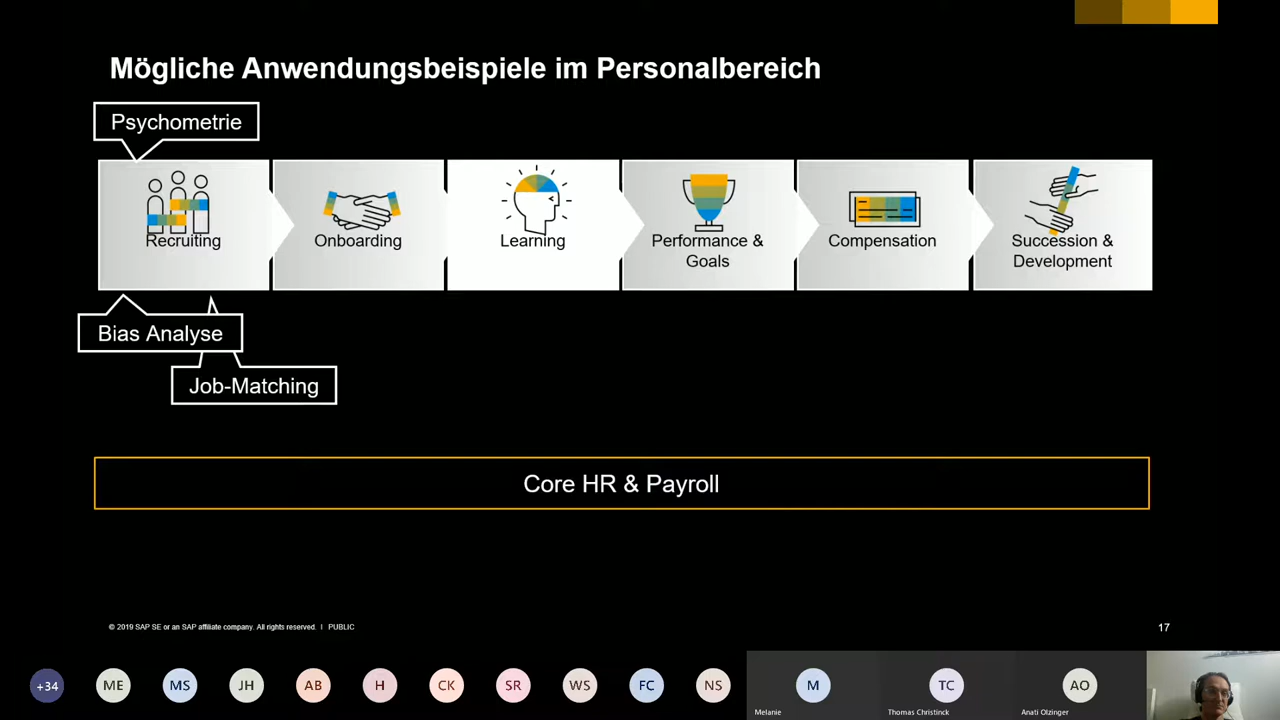 Mögliche Anwendungsbeispiele im Personalbereich
Psychometrie
Recruiting
Onboarding
Learning
Performance &
Goals
Compensation
Succession &
Development
Bias Analyse
Job-Matching
Core HR & Payroll
© 2019 SAP SE or an SAP affiliate company. All rights reserved. I PUBLIC
17
+34
ME
MS
JH
AB
H
CK
SR
WS
FC
NS
M
TC
AO
Melanie
Thomas Christinck
Anati Olzinger